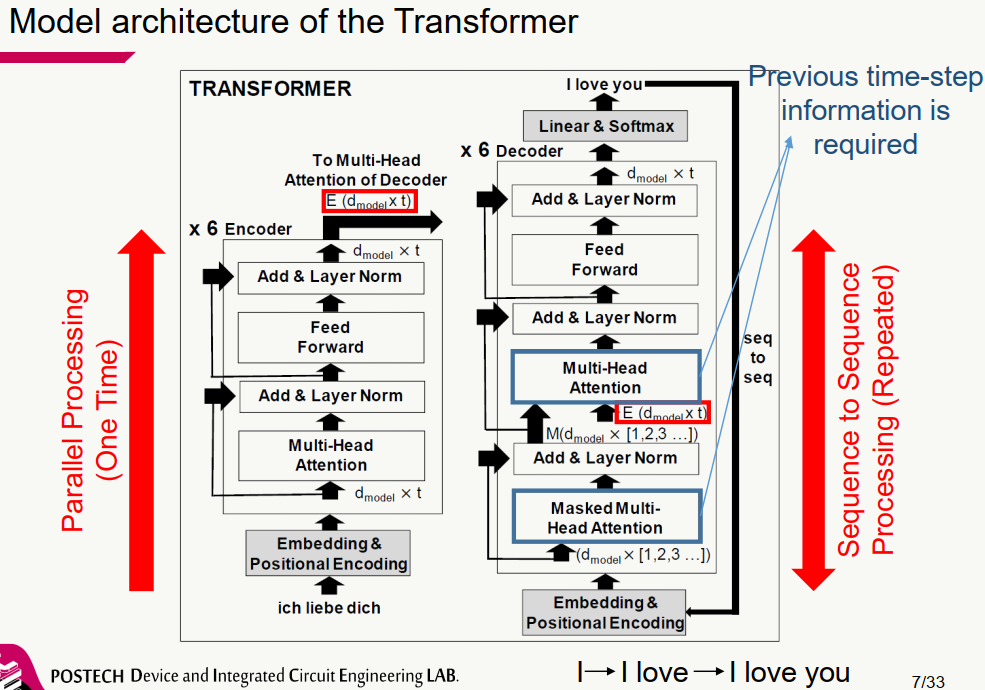 Model architecture of the Transformer
TRANSFORMER
To Multi-Head
Attention of Decoder
E (dmodel x t)
x 6 Encoder
dmodel × t
Add & Layer Norm
Feed
Forward
Add & Layer Norm
Multi-Head
Attention
dmodel × t
Embedding &
Positional Encoding
ich liebe dich
Parallel Processing
(One Time)
I love you
Linear & Softmax
x 6 Decoder
dmodel × t
Add & Layer Norm
Feed
Forward
Add & Layer Norm
Multi-Head
Attention
E (dmodel x t)
M(dmodel × [1,2,3 ...])
Add & Layer Norm
Masked Multi-
Head Attention
(dmodel × [1,2,3 ...])
Embedding &
Positional Encoding
seq
to
seq
Previous time-step
information is
required
Sequence to Sequence
Processing (Repeated)
POSTECH Device and Integrated Circuit Engineering LAB.
I→I love→I love you
7/33